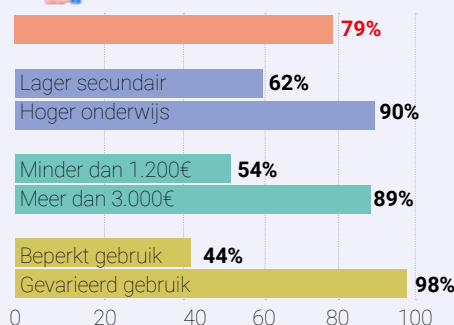 79%
Lager secundair 62%
Hoger onderwijs 90%
Minder dan 1.200€ 54%
Meer dan 3.000€ 89%
Beperkt gebruik 44%
Gevarieerd gebruik 98%
0 20 40 60 80 100